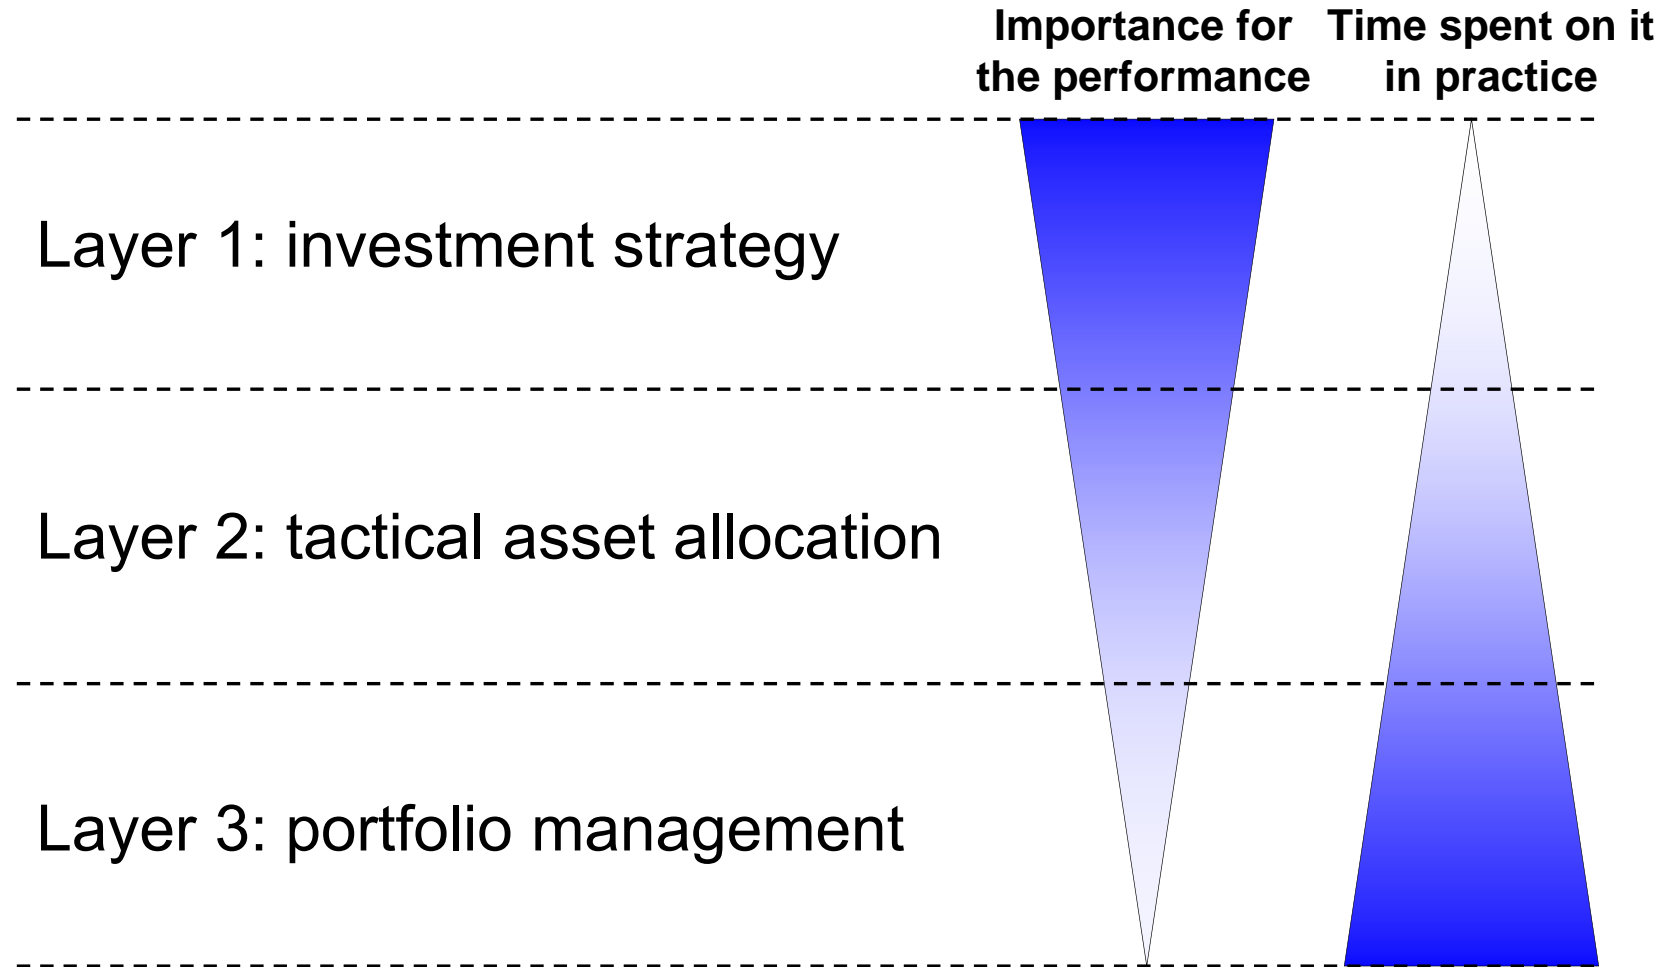 Importance for
the performance
Time spent on it
in practice
Layer 1: investment strategy
Layer 2: tactical asset allocation
Layer 3: portfolio management